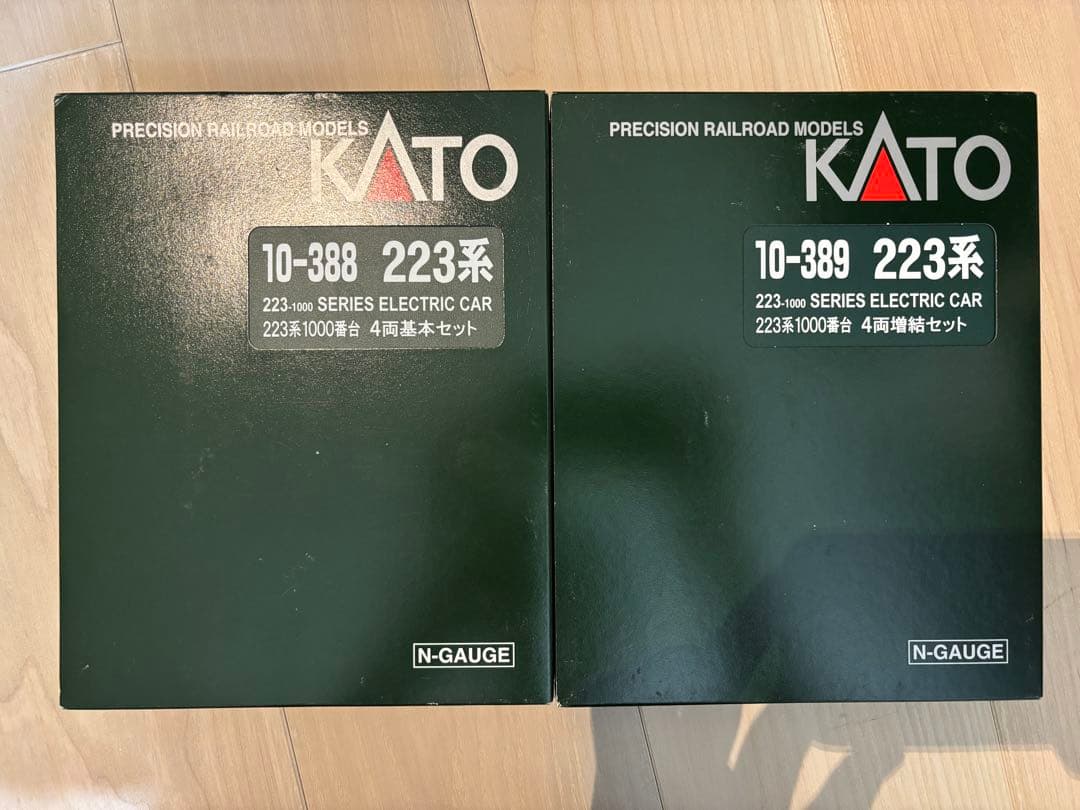 PRECISION RAILROAD MODELS
KATO
10-388 223系
223-1000 SERIES ELECTRIC CAR
223系1000番台 4両基本セット
N-GAUGE
PRECISION RAILROAD MODELS
KATO
10-389 223系
223-1000 SERIES ELECTRIC CAR
223系1000番台 4両増結セット
N-GAUGE